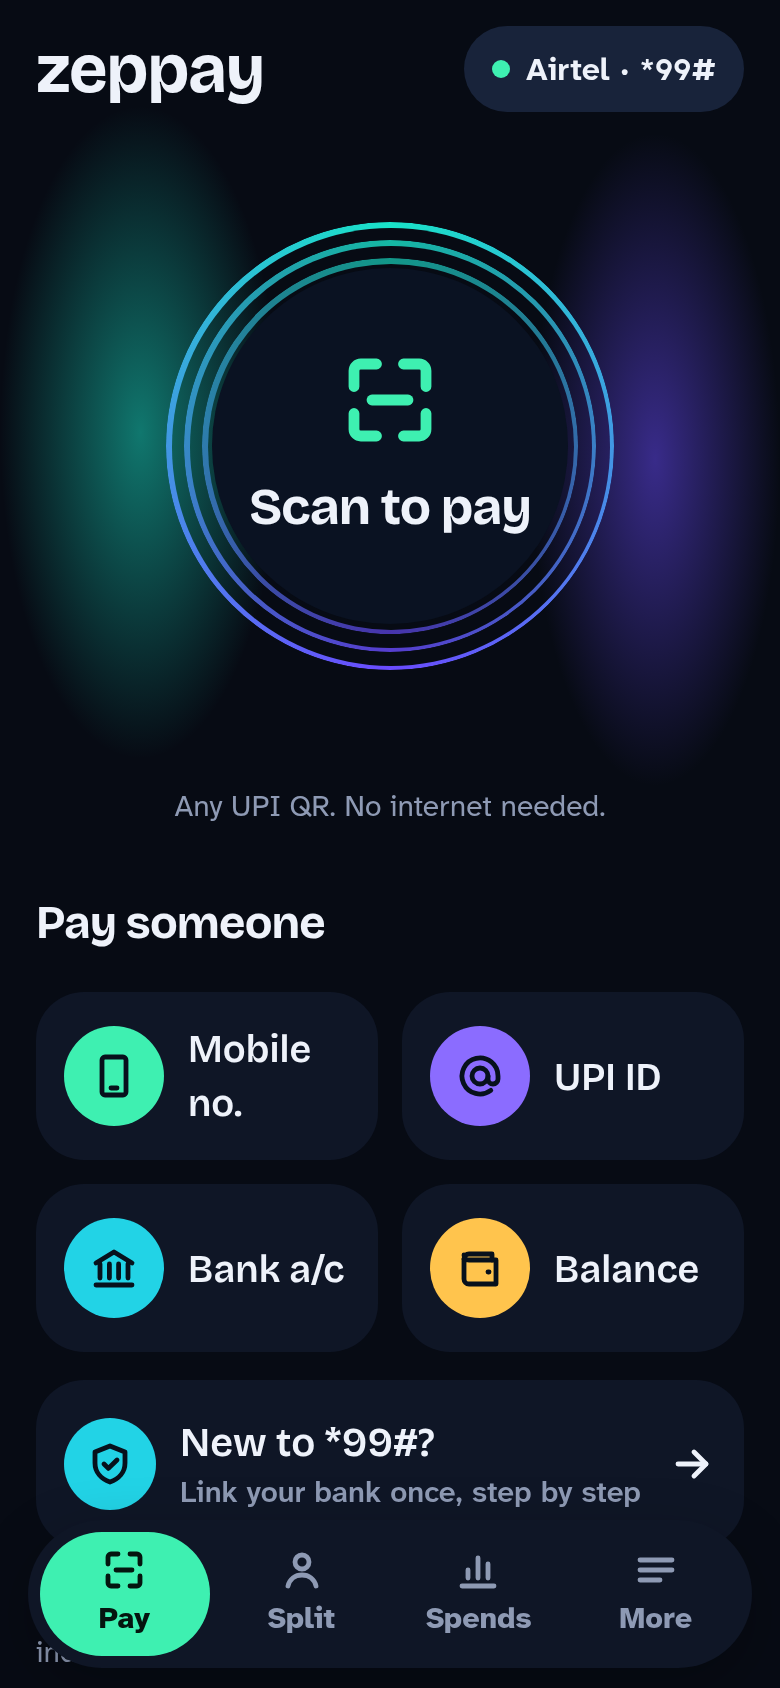 zeppay
Airtel · *99#
Scan to pay
Any UPI QR. No internet needed.
Pay someone
Mobile
no.
UPI ID
Bank a/c
Balance
New to *99#?
Link your bank once, step by step
Pay
Split
Spends
More